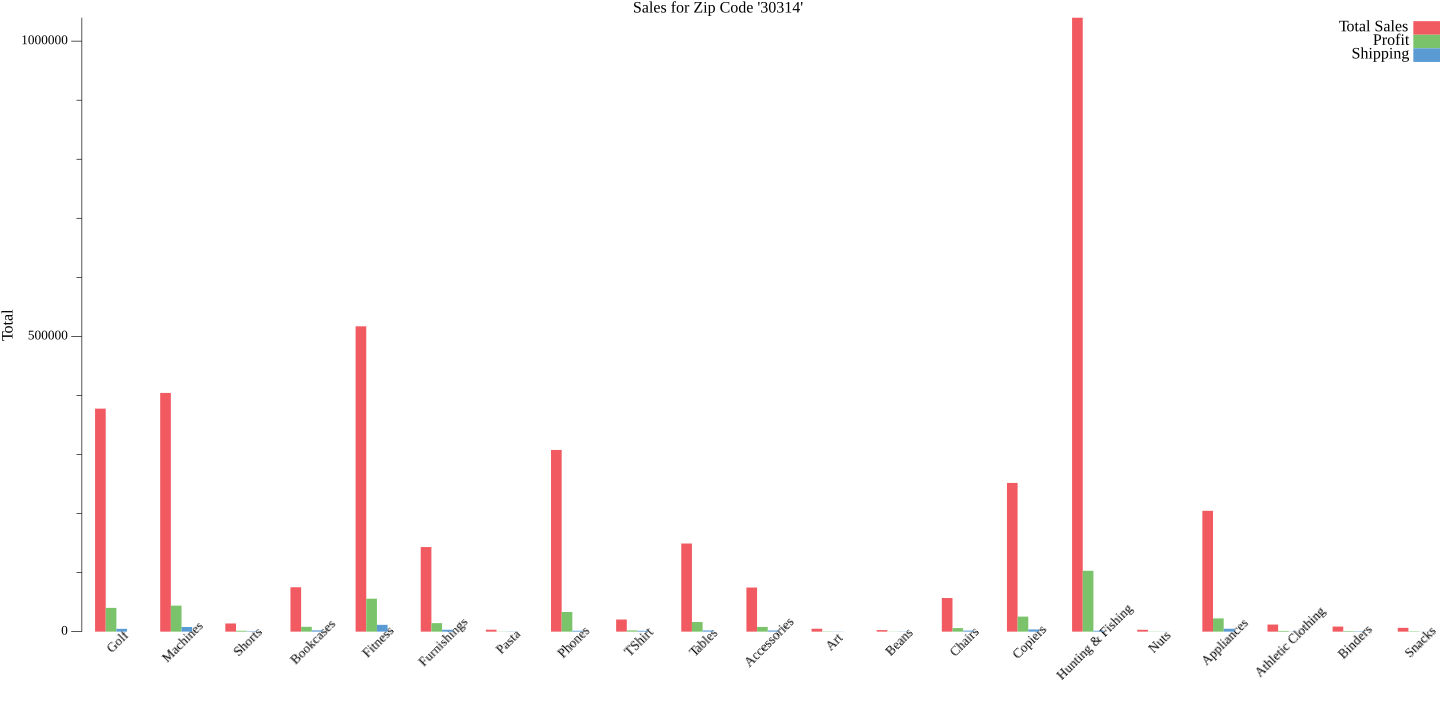 Sales for Zip Code '30314'
Total Sales
Profit
Shipping
Total
1000000
500000
0
Golf
Machines
Shorts
Bookcases
Fitness
Furnishings
Pasta
Phones
TShirt
Tables
Accessories
Art
Beans
Chairs
Copiers
Hunting & Fishing
Nuts
Appliances
Athletic Clothing
Binders
Snacks